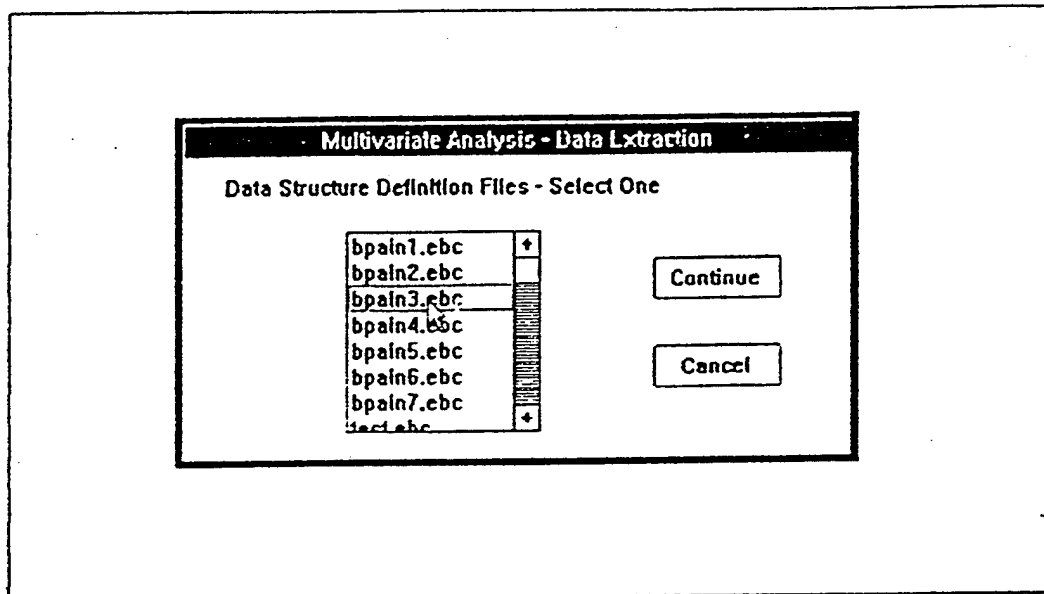 Multivariate Analysis - Data Extraction
Data Structure Definition Files - Select One
bpain1.ebc
bpain2.ebc
bpain3.ebc
bpain4.ebc
bpain5.ebc
bpain6.ebc
bpain7.ebc
Continue
Cancel